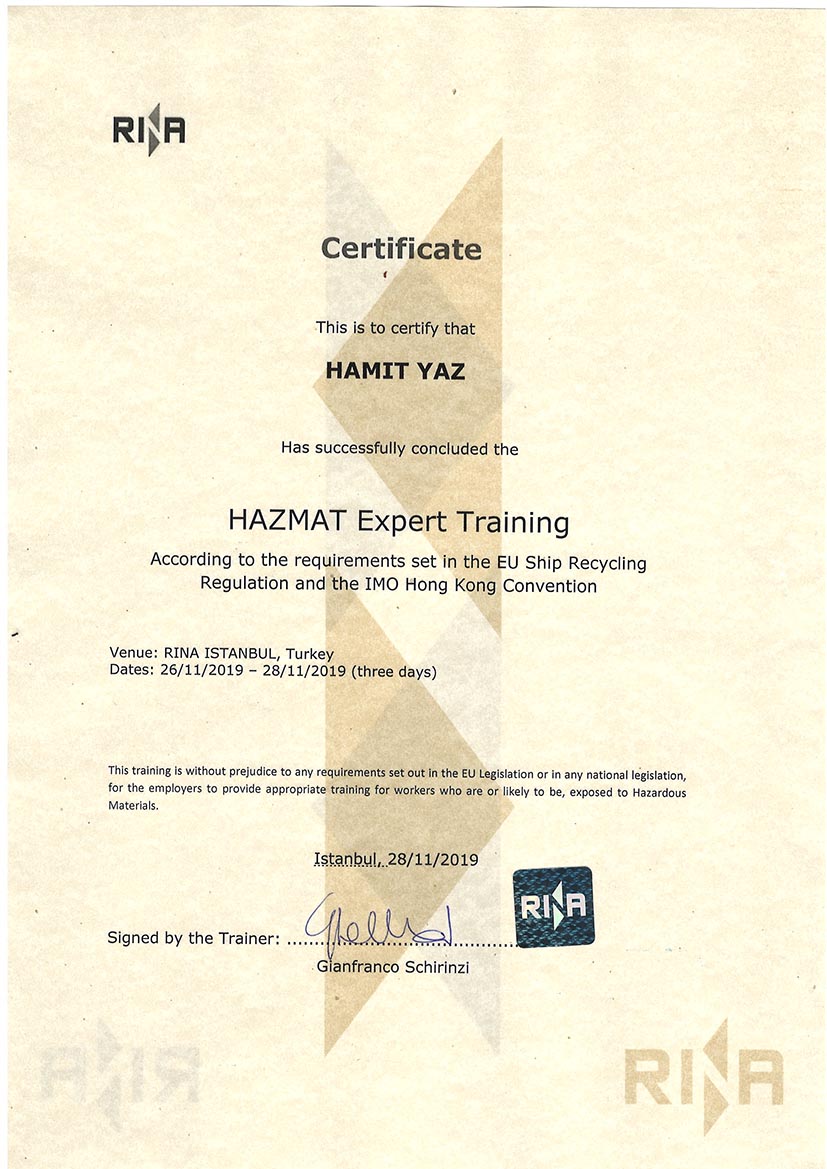 RINA
Certificate
This is to certify that
HAMIT YAZ
Has successfully concluded the
HAZMAT Expert Training
According to the requirements set in the EU Ship Recycling
Regulation and the IMO Hong Kong Convention
Venue: RINA ISTANBUL, Turkey
Dates: 26/11/2019 – 28/11/2019 (three days)
This training is without prejudice to any requirements set out in the EU Legislation or in any national legislation,
for the employers to provide appropriate training for workers who are or likely to be, exposed to Hazardous
Materials.
Istanbul, 28/11/2019
RINA
Signed by the Trainer: ........................................
Gianfranco Schirinzi
RINA
RINA